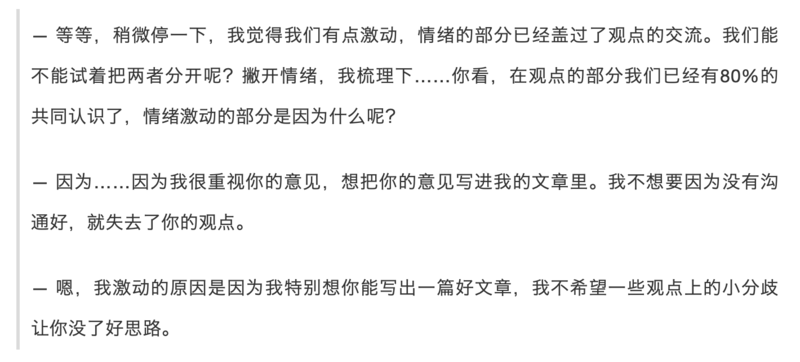 — 等等，稍微停一下，我觉得我们有点激动，情绪的部分已经盖过了观点的交流。我们能
不能试着把两者分开呢？撇开情绪，我梳理下……你看，在观点的部分我们已经有80%的
共同认识了，情绪激动的部分是因为什么呢？
— 因为……因为我很重视你的意见，想把你的意见写进我的文章里。我不想要因为没有沟
通好，就失去了你的观点。
— 嗯，我激动的原因是因为我特别想你能写出一篇好文章，我不希望一些观点上的小分歧
让你没了好思路。